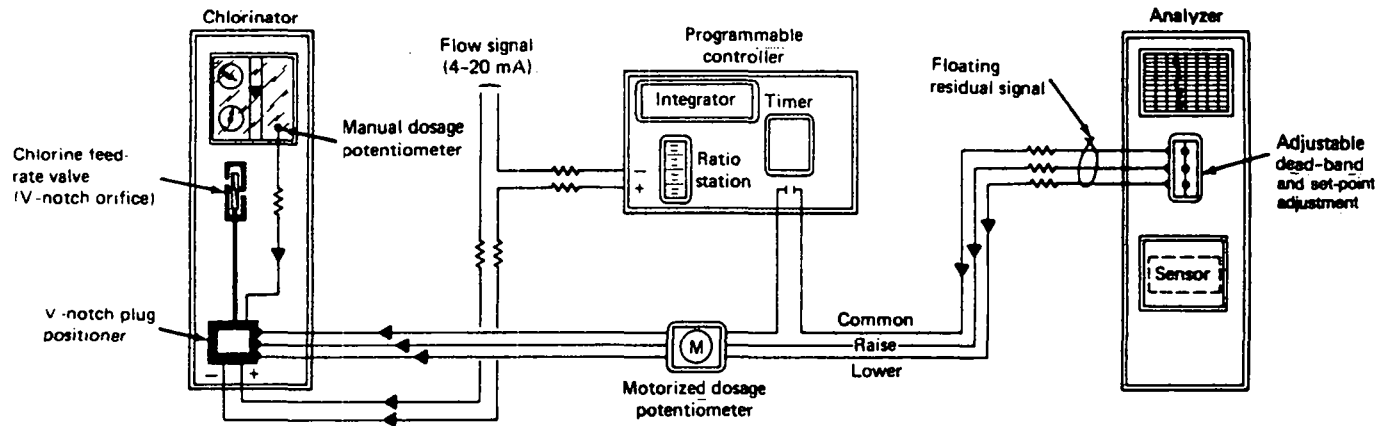 Chlorinator
Flow signal
(4-20 mA)
Programmable
controller
Analyzer
Integrator
Timer
Floating
residual signal
Manual dosage
potentiometer
Chlorine feed-
rate valve
(V-notch orifice)
−
+
Ratio
station
Adjustable
dead-band
and set-point
adjustment
Sensor
V-notch plug
positioner
Common
Raise
Lower
M
− +
Motorized dosage
potentiometer